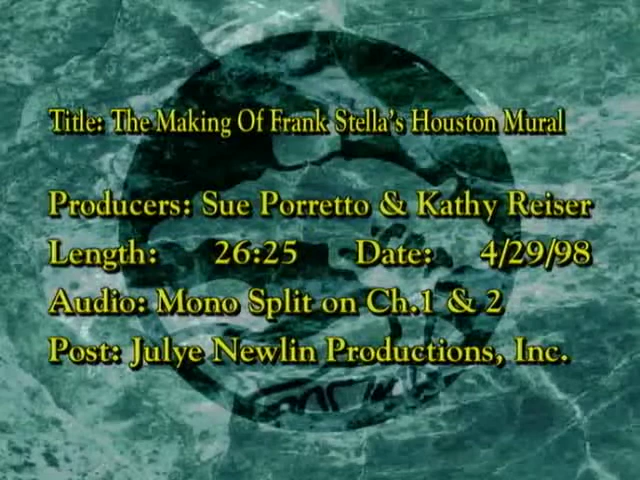 Title: The Making Of Frank Stella's Houston Mural
Producers: Sue Porretto & Kathy Reiser
Length: 26:25 Date: 4/29/98
Audio: Mono Split on Ch.1 & 2
Post: Julye Newlin Productions, Inc.